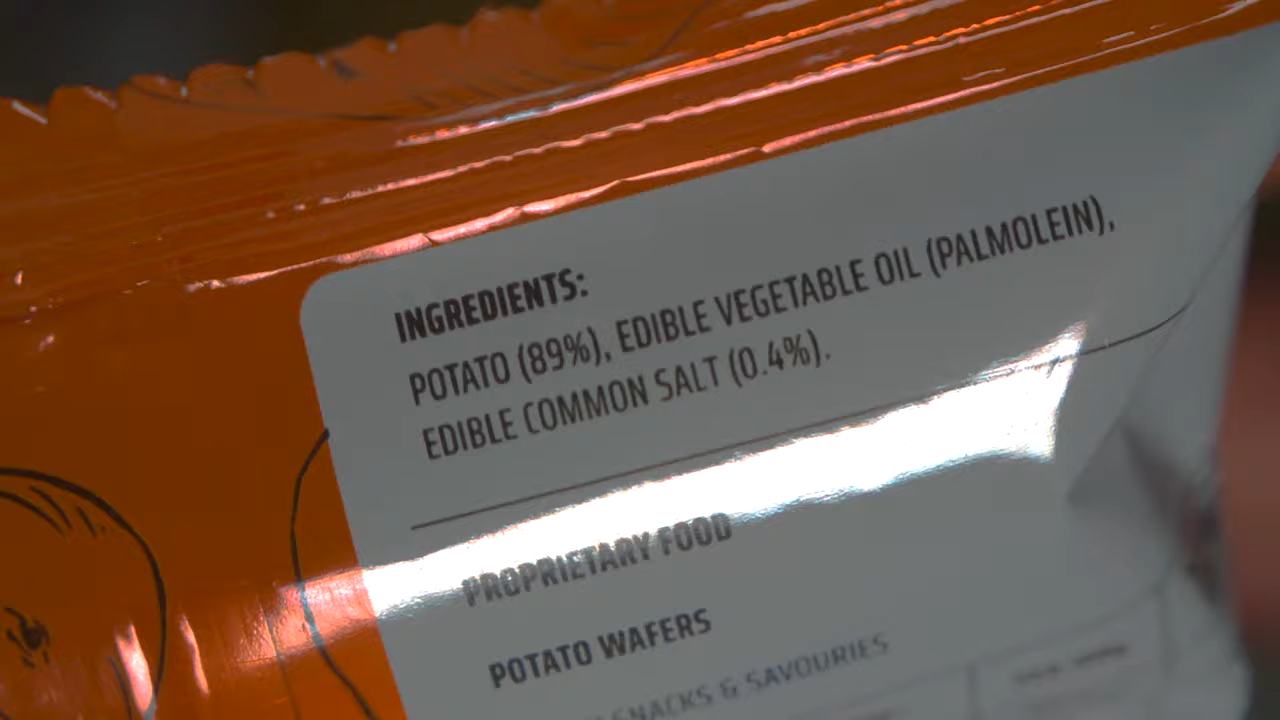 INGREDIENTS:
POTATO (89%), EDIBLE VEGETABLE OIL (PALMOLEIN),
EDIBLE COMMON SALT (0.4%).
PROPRIETARY FOOD
POTATO WAFERS
SNACKS & SAVOURIES